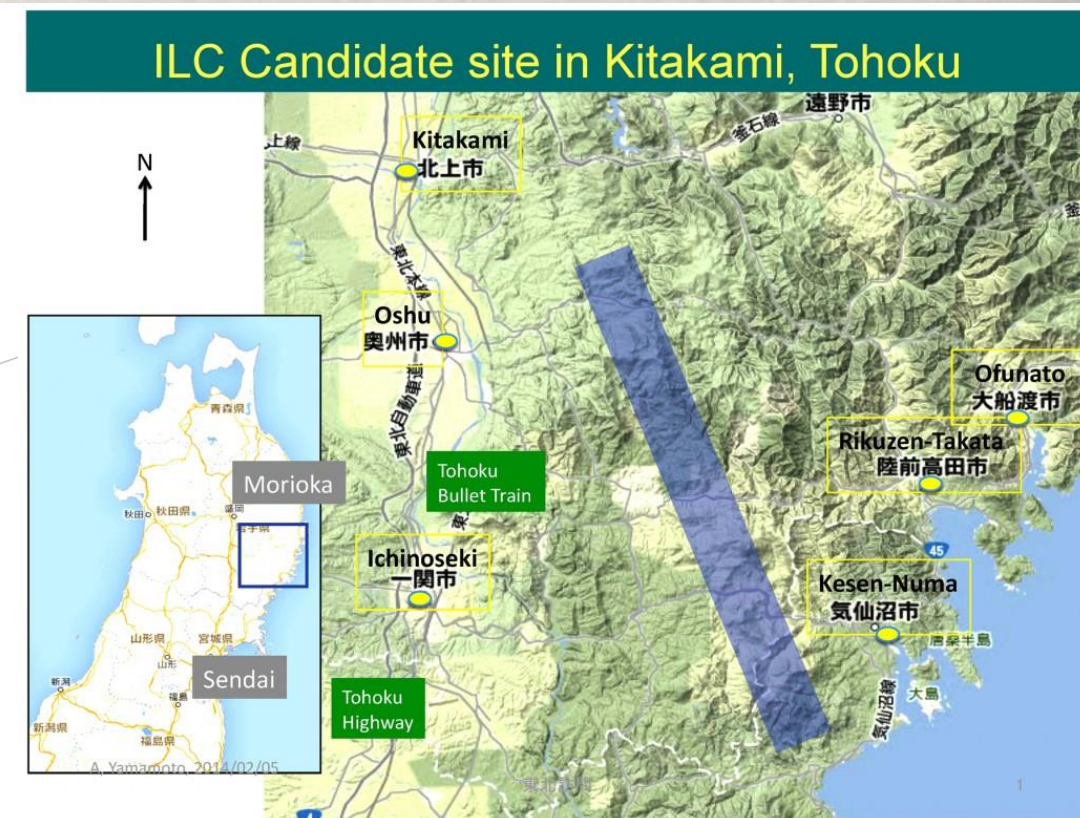 ILC Candidate site in Kitakami, Tohoku
N
遠野市
釜石線
上線
Kitakami
北上市
東北本線
Oshu
奥州市
東北自動車道
Ofunato
大船渡市
Rikuzen-Takata
陸前高田市
Tohoku
Bullet Train
45
Ichinoseki
一関市
Kesen-Numa
気仙沼市
唐桑半島
大島
気仙沼線
Tohoku
Highway
青森県
Morioka
秋田
秋田県
盛岡
岩手県
山形県
宮城県
山形
Sendai
新潟
福島
新潟県
福島県
A, Yamamoto, 2014/02/05
1